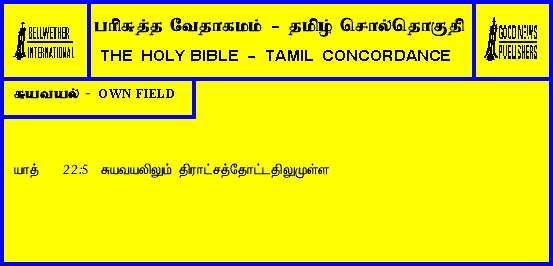 BELLWETHER
INTERNATIONAL
பரிசுத்த வேதாகமம் - தமிழ் சொல்தொகுதி
THE HOLY BIBLE - TAMIL CONCORDANCE
GOOD NEWS
PUBLISHERS
சுயவயல் - OWN FIELD
யாத் 22:5 சுயவயலிலும் திராட்சத்தோட்டதிலுமுள்ள